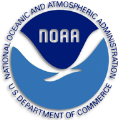 NATIONAL OCEANIC AND ATMOSPHERIC ADMINISTRATION
NOAA
U.S. DEPARTMENT OF COMMERCE